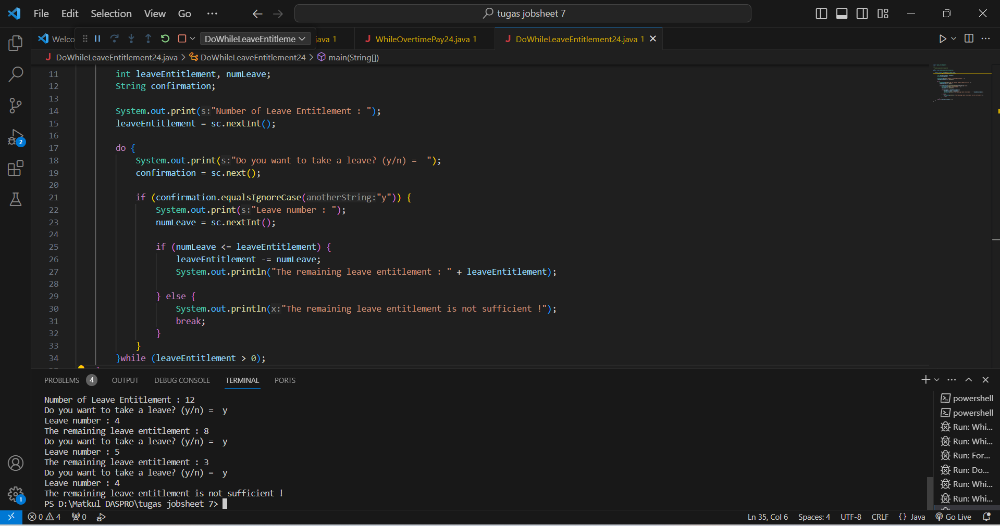 File Edit Selection View Go ··· tugas jobsheet 7
Welco DoWhileLeaveEntitleme java 1 J WhileOvertimePay24.java 1 J DoWhileLeaveEntitlement24.java 1
J DoWhileLeaveEntitlement24.java > DoWhileLeaveEntitlement24 > main(String[])
11 int leaveEntitlement, numLeave;
12 String confirmation;
13
14 System.out.print(s:"Number of Leave Entitlement : ");
15 leaveEntitlement = sc.nextInt();
16
17 do {
18 System.out.print(s:"Do you want to take a leave? (y/n) =  ");
19 confirmation = sc.next();
20
21 if (confirmation.equalsIgnoreCase(anotherString:"y")) {
22 System.out.print(s:"Leave number : ");
23 numLeave = sc.nextInt();
24
25 if (numLeave <= leaveEntitlement) {
26 leaveEntitlement -= numLeave;
27 System.out.println("The remaining leave entitlement : " + leaveEntitlement);
28
29 } else {
30 System.out.println(x:"The remaining leave entitlement is not sufficient !");
31 break;
32 }
33 }
34 }while (leaveEntitlement > 0);
2
PROBLEMS 4 OUTPUT DEBUG CONSOLE TERMINAL PORTS
Number of Leave Entitlement : 12
Do you want to take a leave? (y/n) =  y
Leave number : 4
The remaining leave entitlement : 8
Do you want to take a leave? (y/n) =  y
Leave number : 5
The remaining leave entitlement : 3
Do you want to take a leave? (y/n) =  y
Leave number : 4
The remaining leave entitlement is not sufficient !
PS D:\Matkul DASPRO\tugas jobsheet 7>
powershell
powershell
Run: Whi...
Run: Whi...
Run: For...
Run: Do...
Run: Whi...
Run: Whi...
1
0 4 0 Ln 35, Col 6 Spaces: 4 UTF-8 CRLF {} Java Go Live